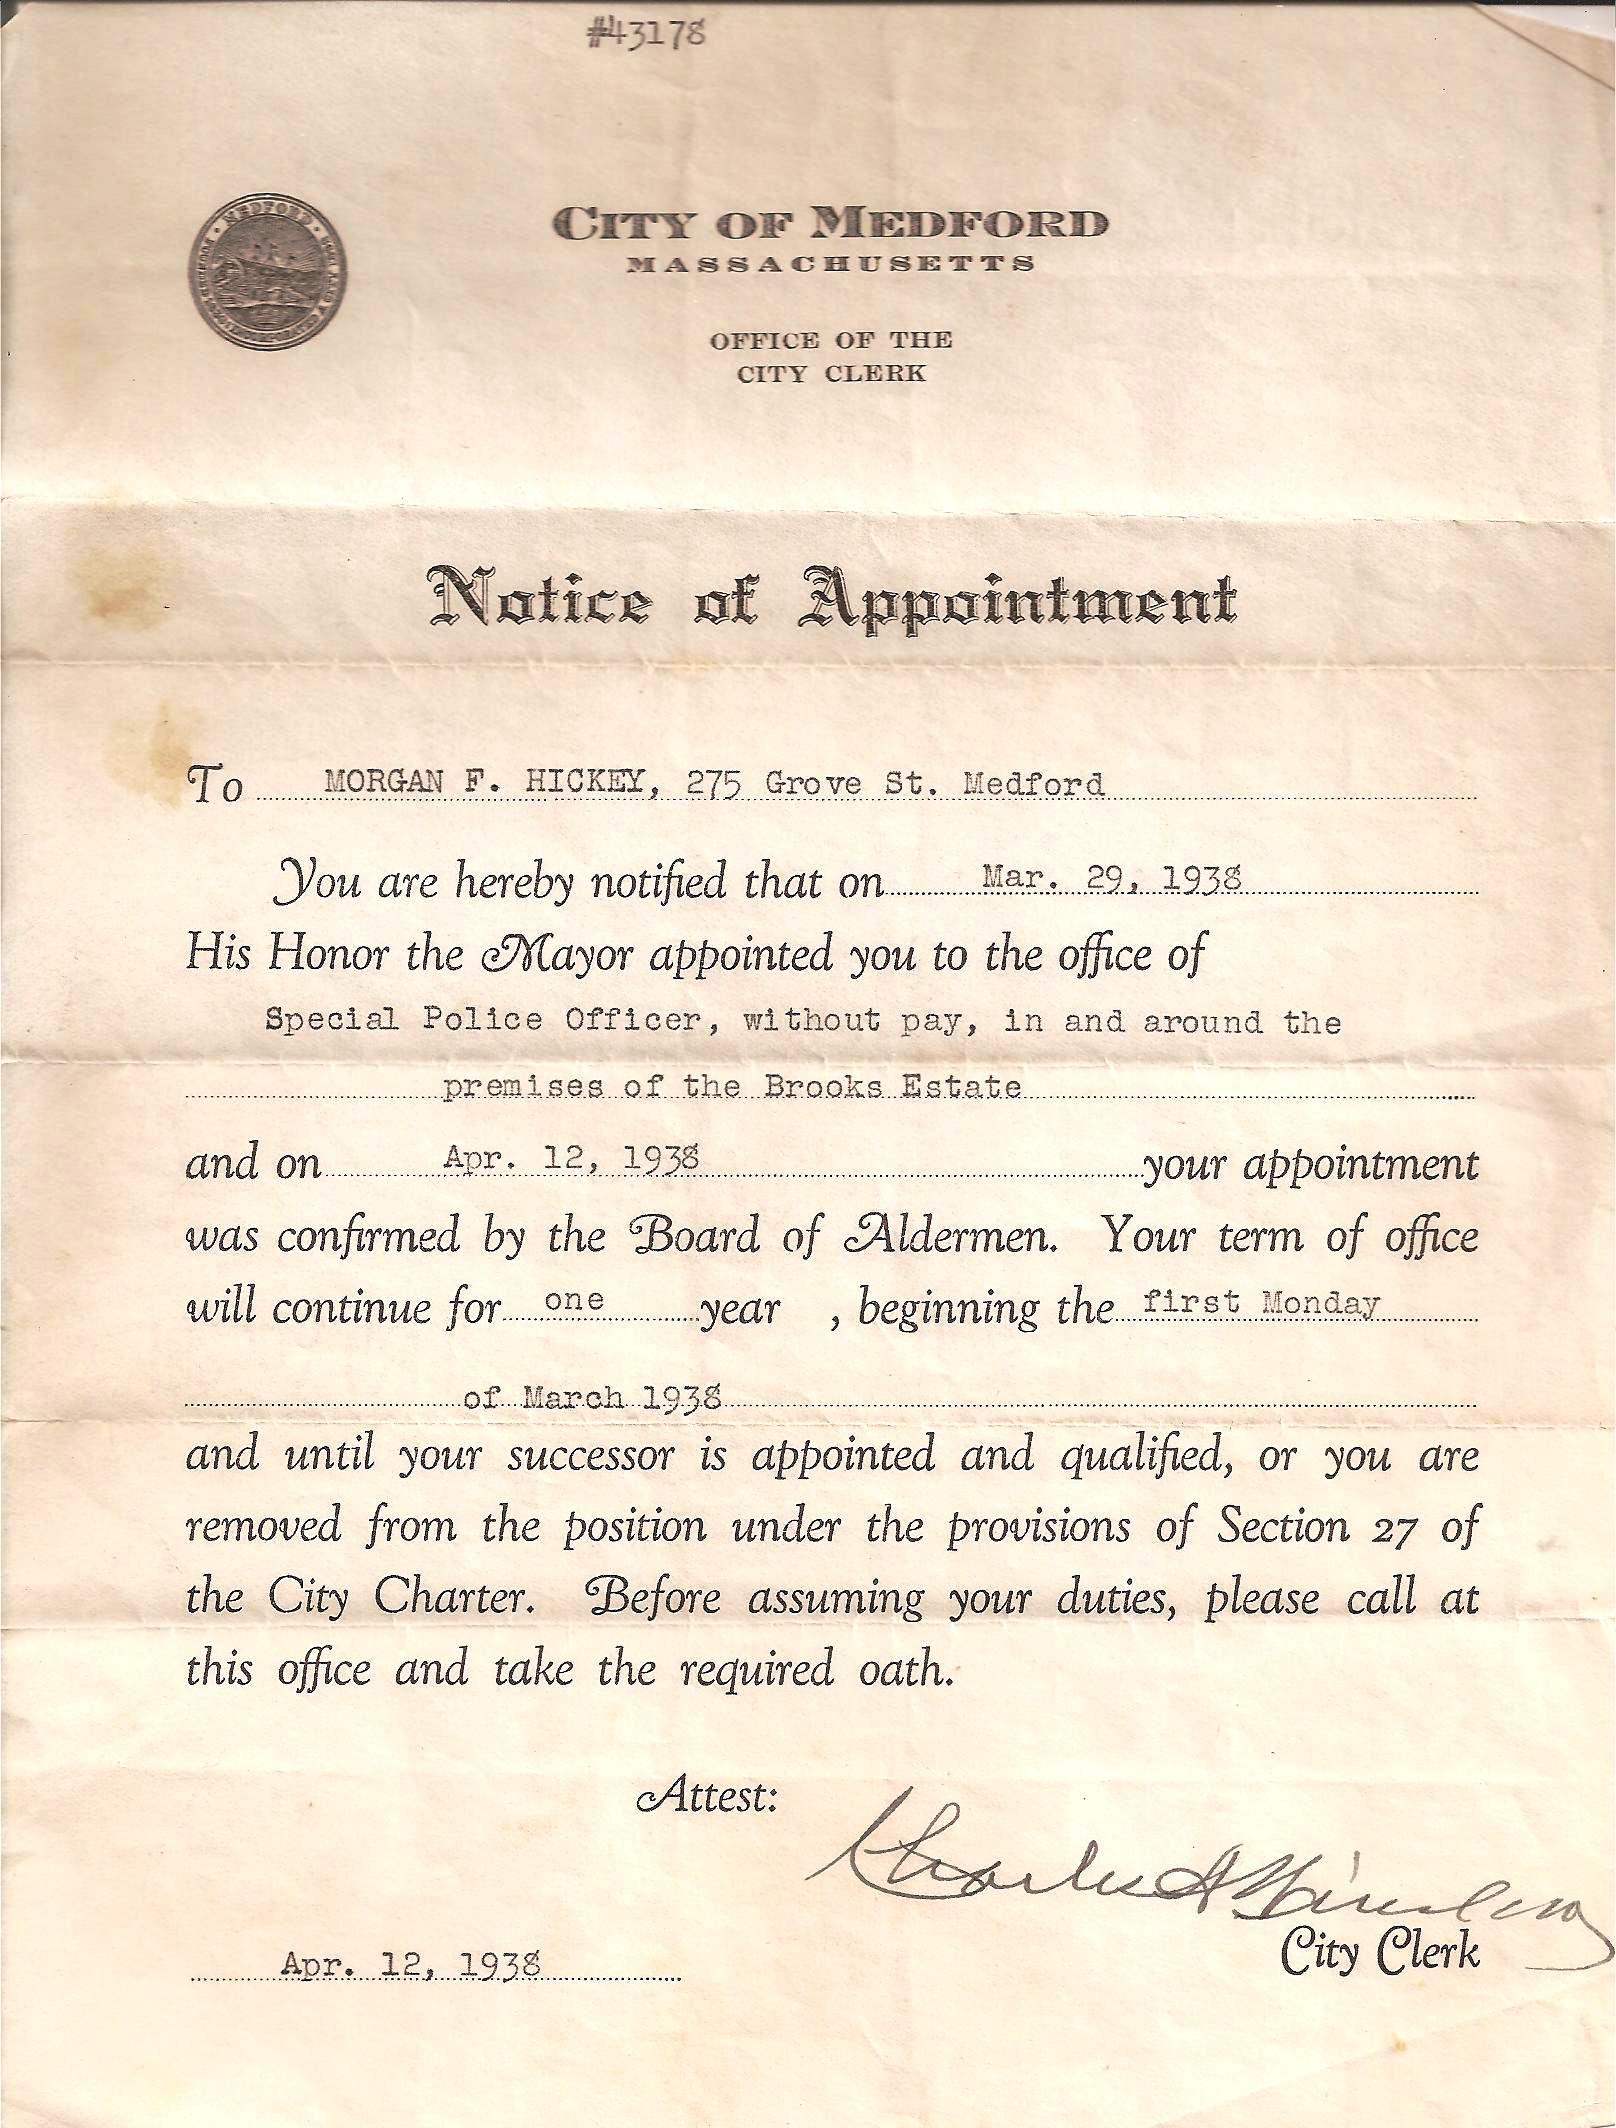 #43178
MEDFORD
CITY OF MEDFORD
MASSACHUSETTS
OFFICE OF THE
CITY CLERK
Notice of Appointment
To MORGAN F. HICKEY, 275 Grove St. Medford
You are hereby notified that on Mar. 29, 1938
His Honor the Mayor appointed you to the office of
Special Police Officer, without pay, in and around the
premises of the Brooks Estate
and on Apr. 12, 1938 your appointment
was confirmed by the Board of Aldermen. Your term of office
will continue for one year , beginning the first Monday
of March 1938
and until your successor is appointed and qualified, or you are
removed from the position under the provisions of Section 27 of
the City Charter. Before assuming your duties, please call at
this office and take the required oath.
Attest:
Charles A
City Clerk
Apr. 12, 1938